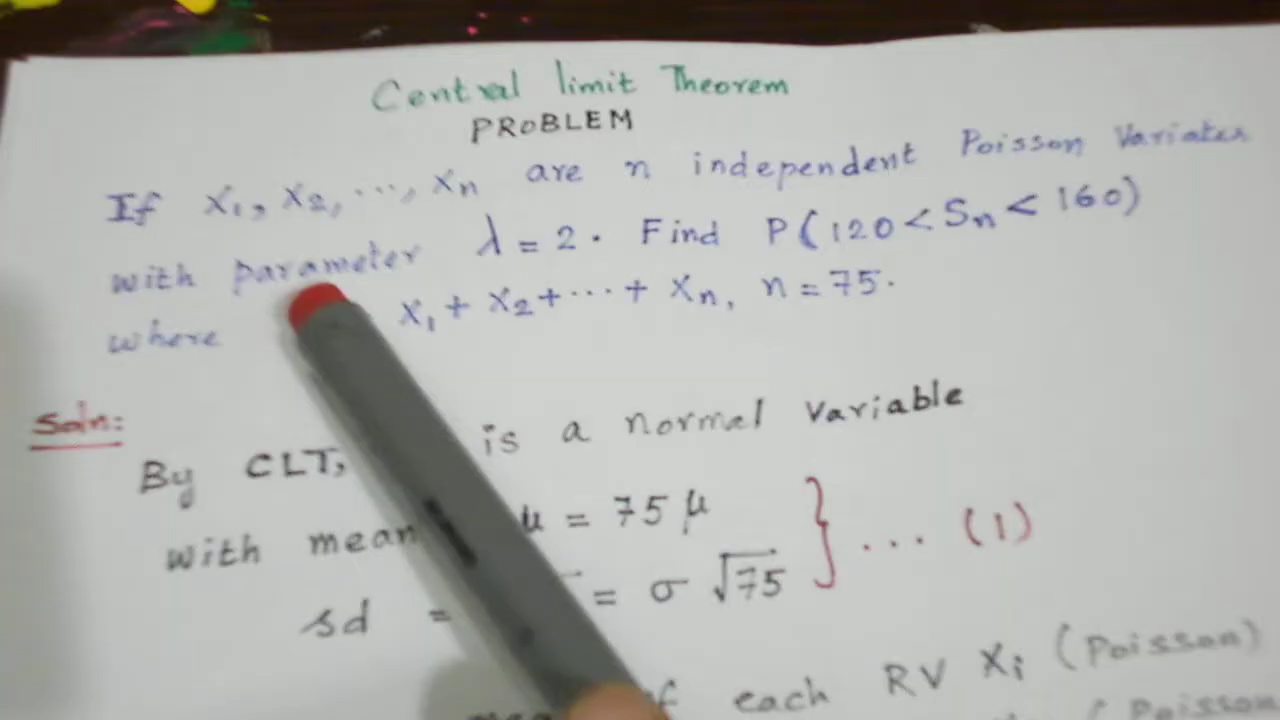 Central limit Theorem
PROBLEM
If X₁, X₂, ..., Xn are n independent Poisson Variates
with parameter λ = 2. Find P(120 < Sn < 160)
where X₁ + X₂ + ... + Xn, n = 75.
Soln:
By CLT, is a normal variable
with mean μ = 75 μ
sd = = σ √75 } ... (1)
of each RV Xi (Poisson)
(Poisson